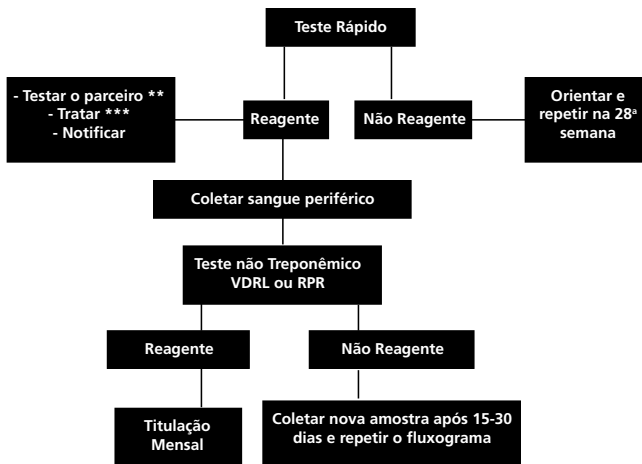 Teste Rápido
- Testar o parceiro **
- Tratar ***
- Notificar
Reagente
Não Reagente
Orientar e
repetir na 28ª
semana
Coletar sangue periférico
Teste não Treponêmico
VDRL ou RPR
Reagente
Não Reagente
Titulação
Mensal
Coletar nova amostra após 15-30
dias e repetir o fluxograma